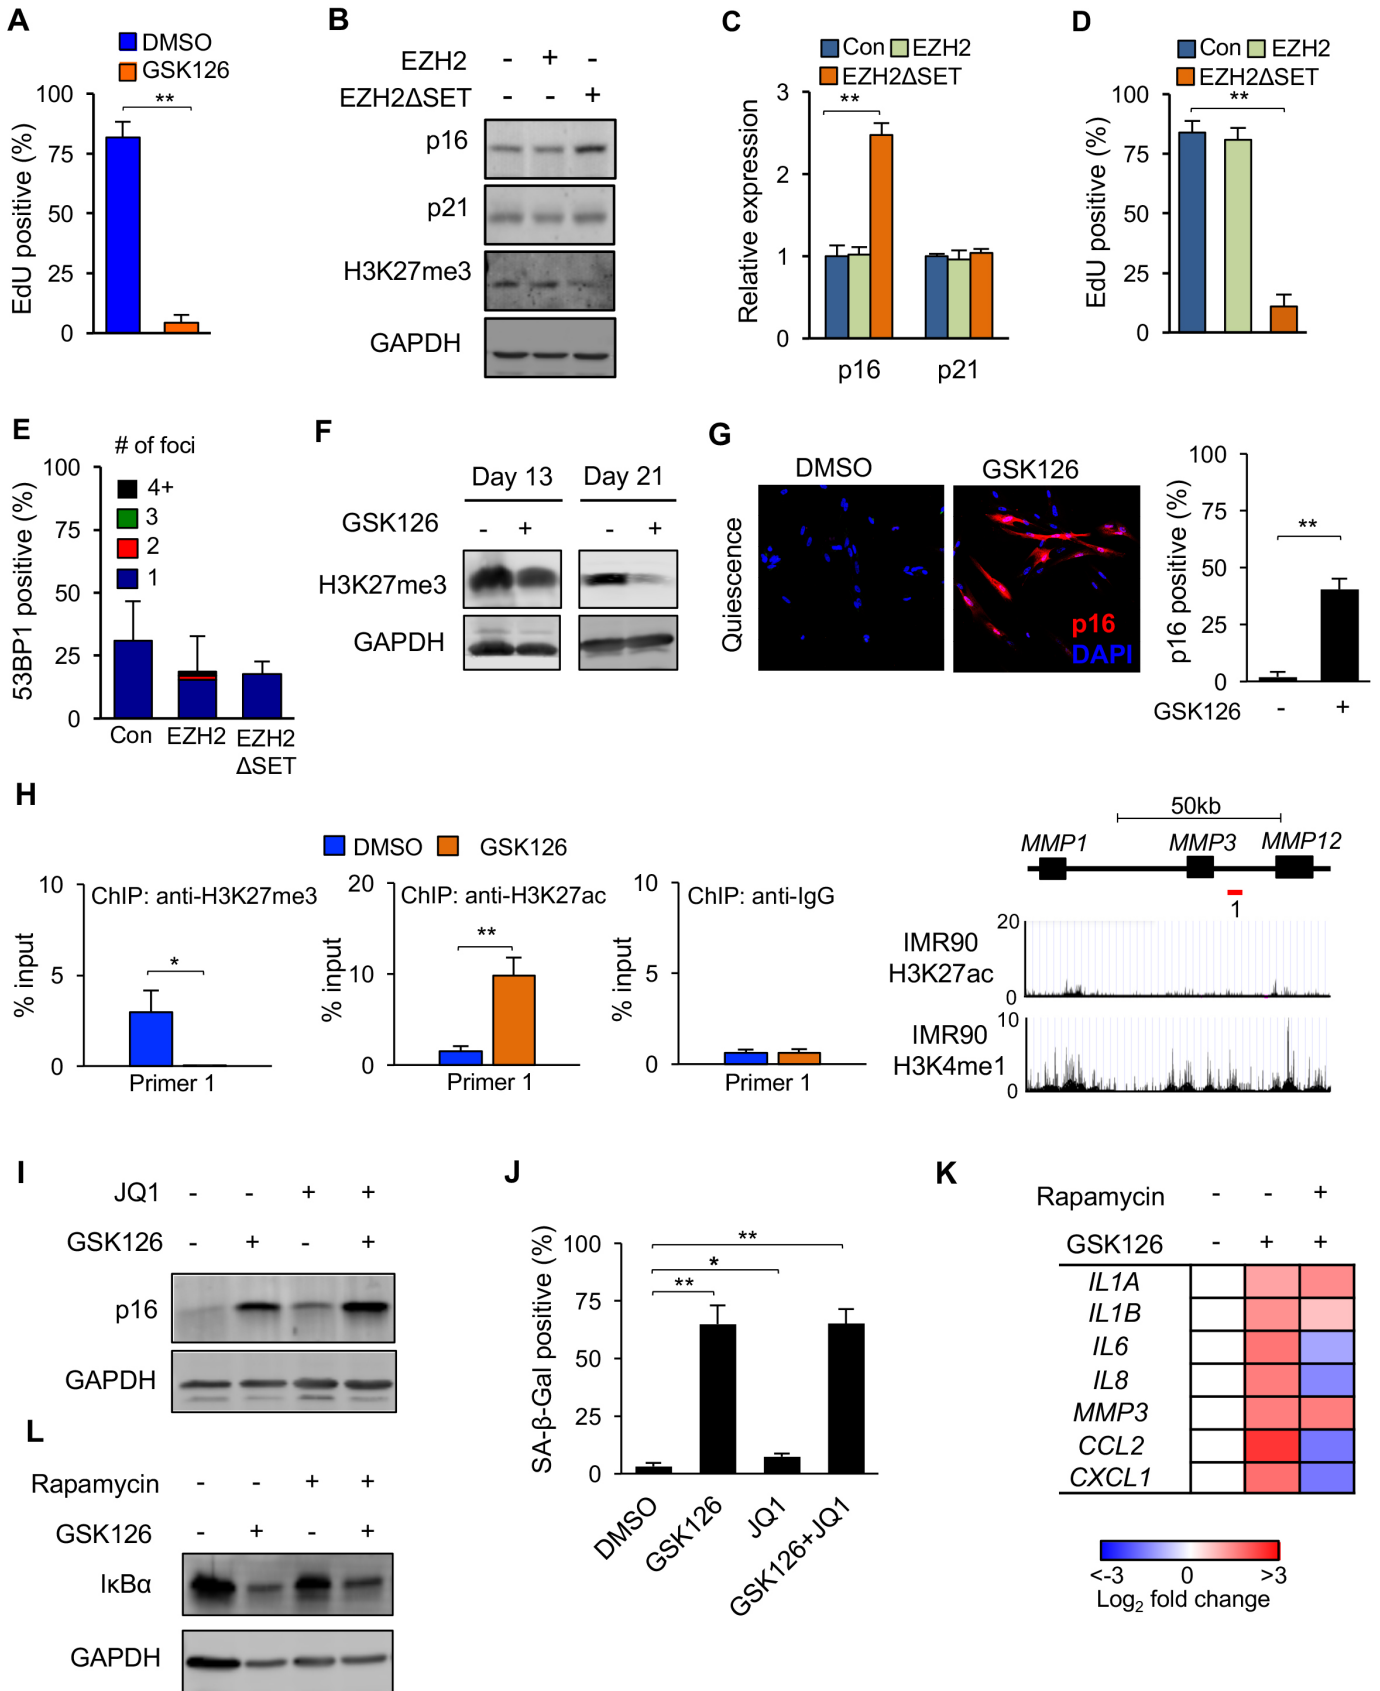 A
DMSO
GSK126
EdU positive (%)
100
75
50
25
0
**
B
EZH2 - + -
EZH2ΔSET - - +
p16
p21
H3K27me3
GAPDH
C
Con EZH2
EZH2ΔSET
Relative expression
3
2
1
0
**
p16 p21
D
Con EZH2
EZH2ΔSET
EdU positive (%)
100
75
50
25
0
**
E
# of foci
4+
3
2
1
53BP1 positive (%)
100
75
50
25
0
Con EZH2 EZH2
ΔSET
F
Day 13 Day 21
GSK126 - + - +
H3K27me3
GAPDH
G
DMSO GSK126
Quiescence
p16
DAPI
p16 positive (%)
100
75
50
25
0
**
GSK126 - +
H
DMSO GSK126
ChIP: anti-H3K27me3
% input
10
5
0
*
Primer 1
ChIP: anti-H3K27ac
% input
20
10
0
**
Primer 1
ChIP: anti-IgG
% input
10
5
0
Primer 1
50kb
MMP1 MMP3 MMP12
1
IMR90
H3K27ac
20
0
IMR90
H3K4me1
10
0
I
JQ1 - - + +
GSK126 - + - +
p16
GAPDH
J
SA-β-Gal positive (%)
100
75
50
25
0
**
*
**
DMSO
GSK126
JQ1
GSK126+JQ1
K
Rapamycin - - +
GSK126 - + +
IL1A
IL1B
IL6
IL8
MMP3
CCL2
CXCL1
<-3 0 >3
Log2 fold change
L
Rapamycin - - + +
GSK126 - + - +
IκBα
GAPDH